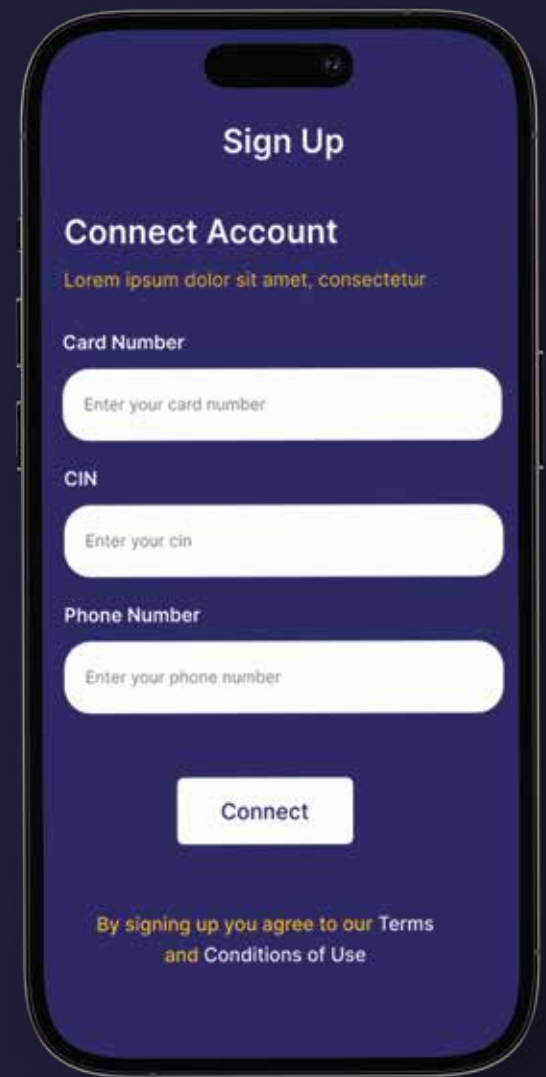 Sign Up
Connect Account
Lorem ipsum dolor sit amet, consectetur
Card Number
Enter your card number
CIN
Enter your cin
Phone Number
Enter your phone number
Connect
By signing up you agree to our Terms
and Conditions of Use